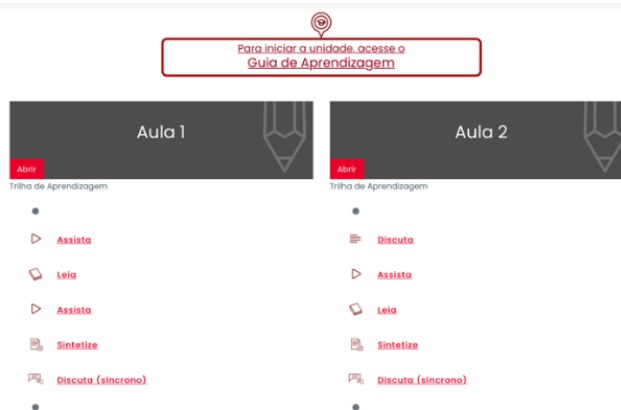 Para iniciar a unidade, acesse o
Guia de Aprendizagem
Aula 1
Abrir
Trilha de Aprendizagem
Assista
Leia
Assista
Sintetize
Discuta (síncrono)
Aula 2
Abrir
Trilha de Aprendizagem
Discuta
Assista
Leia
Sintetize
Discuta (síncrono)